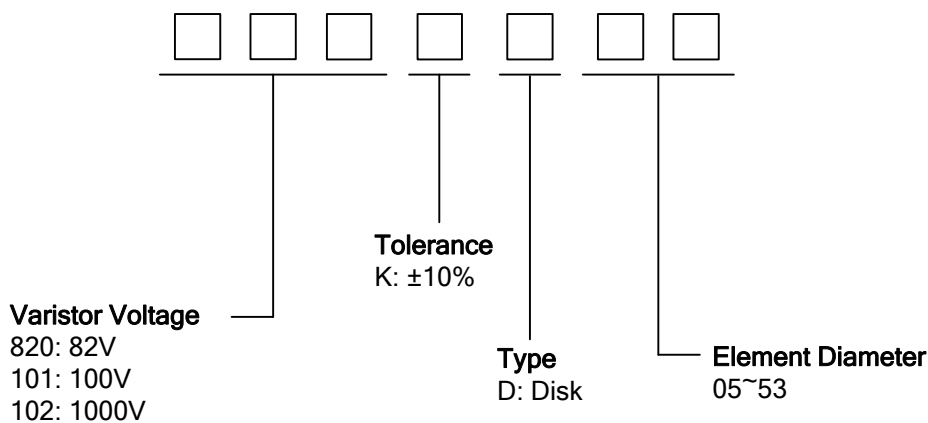 Tolerance
K: ±10%
Varistor Voltage
820: 82V
101: 100V
102: 1000V
Type
D: Disk
Element Diameter
05~53